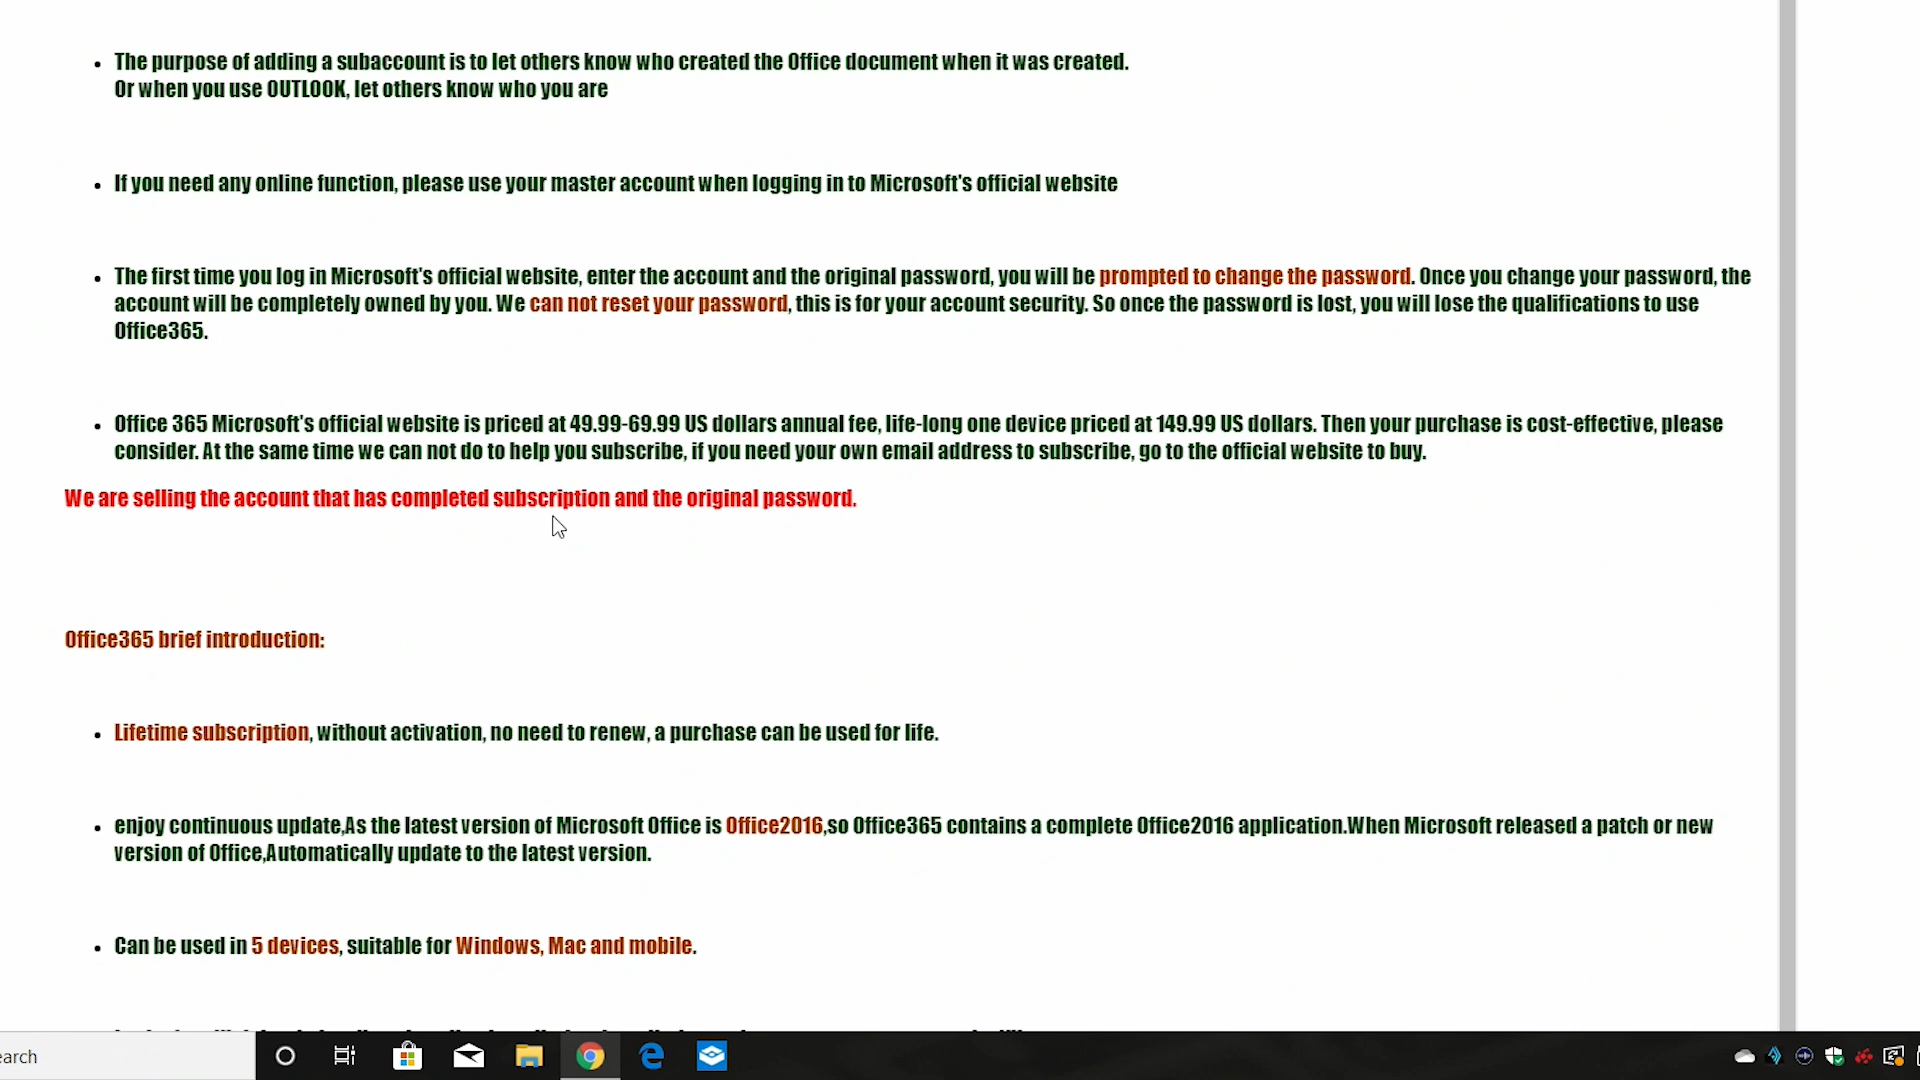 The purpose of adding a subaccount is to let others know who created the Office document when it was created.
Or when you use OUTLOOK, let others know who you are
If you need any online function, please use your master account when logging in to Microsoft's official website
The first time you log in Microsoft's official website, enter the account and the original password, you will be prompted to change the password. Once you change your password, the
account will be completely owned by you. We can not reset your password, this is for your account security. So once the password is lost, you will lose the qualifications to use
Office365.
Office 365 Microsoft's official website is priced at 49.99-69.99 US dollars annual fee, life-long one device priced at 149.99 US dollars. Then your purchase is cost-effective, please
consider. At the same time we can not do to help you subscribe, if you need your own email address to subscribe, go to the official website to buy.
We are selling the account that has completed subscription and the original password.
Office365 brief introduction:
Lifetime subscription, without activation, no need to renew, a purchase can be used for life.
enjoy continuous update,As the latest version of Microsoft Office is Office2016,so Office365 contains a complete Office2016 application.When Microsoft released a patch or new
version of Office,Automatically update to the latest version.
Can be used in 5 devices, suitable for Windows, Mac and mobile.
earch